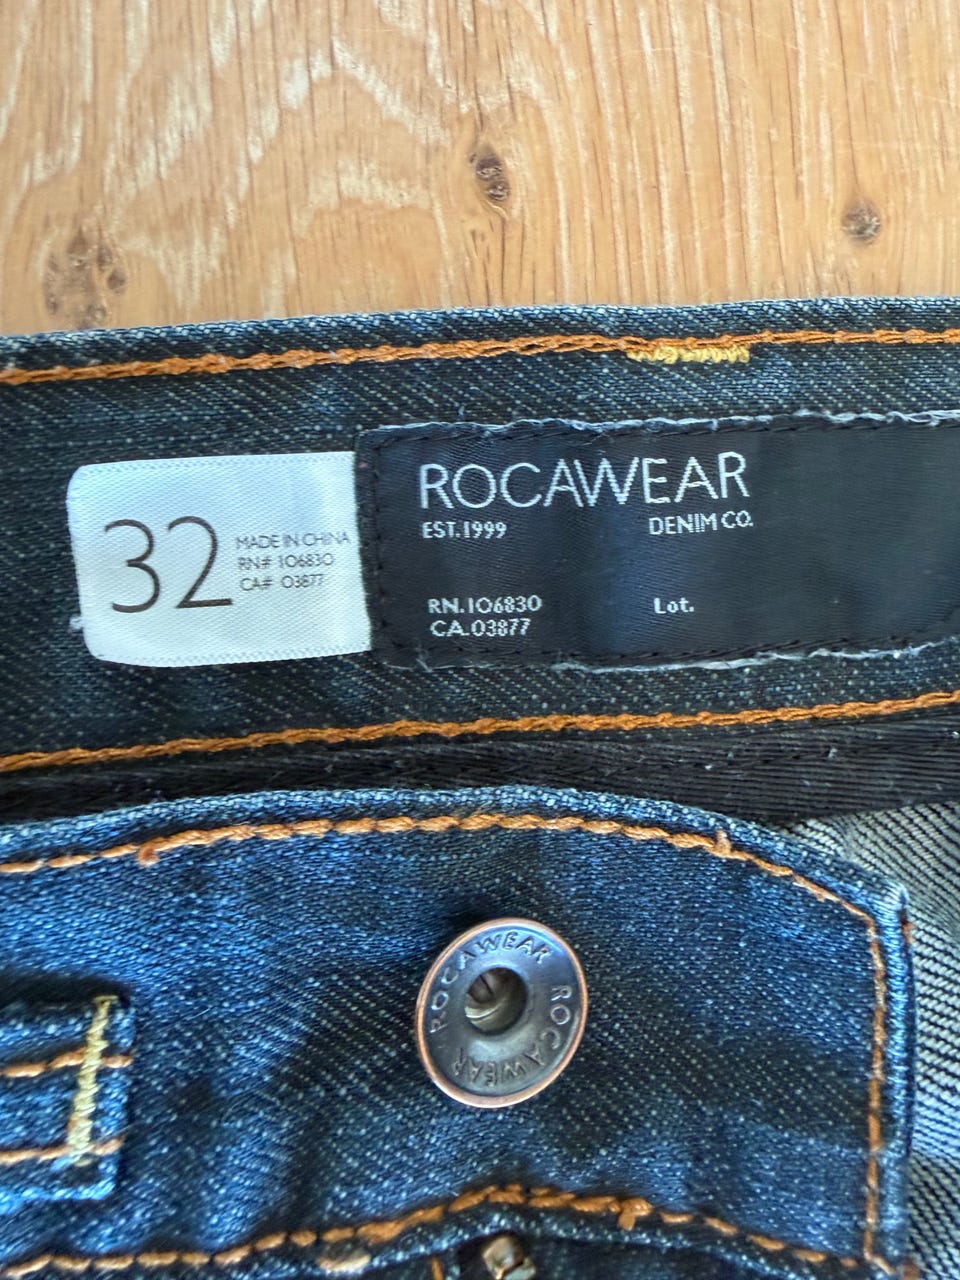 32
MADE IN CHINA
RN# 106830
CA# 03877
ROCAWEAR
EST.1999 DENIM CO.
RN.106830 Lot.
CA.03877
ROCAWEAR
ROCAWEAR